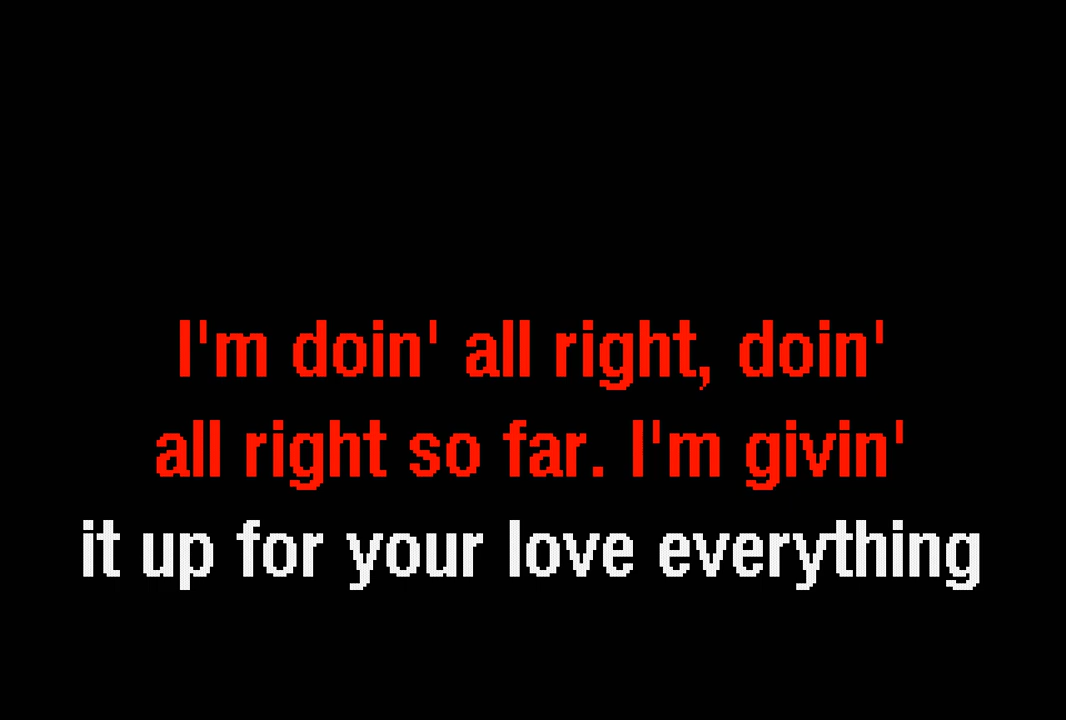 I'm doin' all right, doin'
all right so far. I'm givin'
it up for your love everything